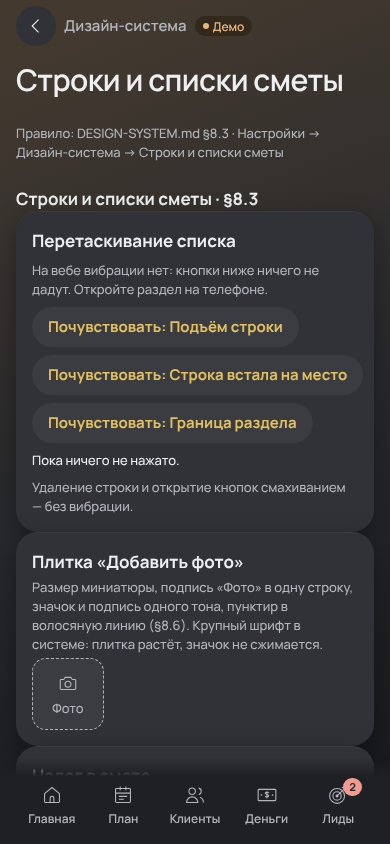 Дизайн-система
Демо
Строки и списки сметы
Правило: DESIGN-SYSTEM.md §8.3 · Настройки →
Дизайн-система → Строки и списки сметы
Строки и списки сметы · §8.3
Перетаскивание списка
На вебе вибрации нет: кнопки ниже ничего не
дадут. Откройте раздел на телефоне.
Почувствовать: Подъём строки
Почувствовать: Строка встала на место
Почувствовать: Граница раздела
Пока ничего не нажато.
Удаление строки и открытие кнопок смахиванием
— без вибрации.
Плитка «Добавить фото»
Размер миниатюры, подпись «Фото» в одну строку,
значок и подпись одного тона, пунктир в
волосяную линию (§8.6). Крупный шрифт в
системе: плитка растёт, значок не сжимается.
Фото
2
Главная
План
Клиенты
Деньги
Лиды